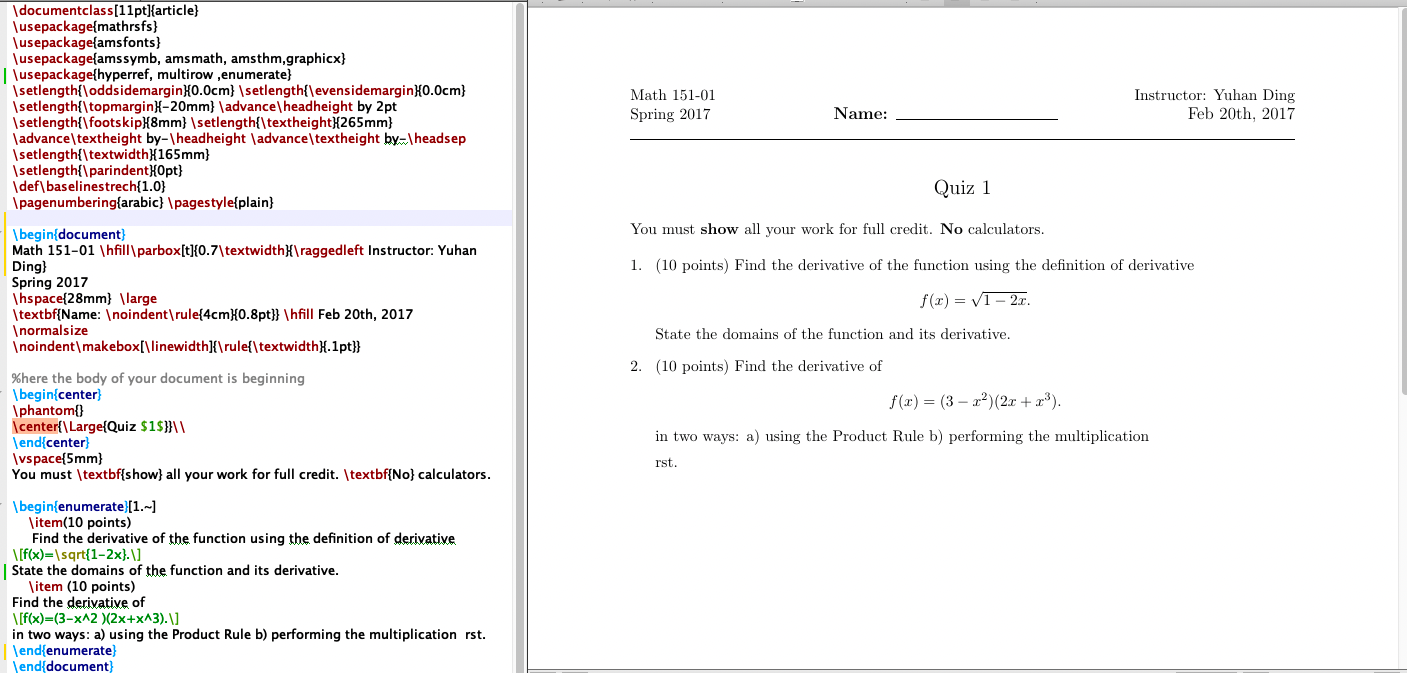 \documentclass[11pt]{article}
\usepackage{mathrsfs}
\usepackage{amsfonts}
\usepackage{amssymb, amsmath, amsthm,graphicx}
\usepackage{hyperref, multirow ,enumerate}
\setlength{\oddsidemargin}{0.0cm} \setlength{\evensidemargin}{0.0cm}
\setlength{\topmargin}{-20mm} \advance\headheight by 2pt
\setlength{\footskip}{8mm} \setlength{\textheight}{265mm}
\advance\textheight by-\headheight \advance\textheight by-\headsep
\setlength{\textwidth}{165mm}
\setlength{\parindent}{0pt}
\def\baselinestrech{1.0}
\pagenumbering{arabic} \pagestyle{plain}
\begin{document}
Math 151-01 \hfill\parbox[t]{0.7\textwidth}{\raggedleft Instructor: Yuhan
Ding}
Spring 2017
\hspace{28mm} \large
\textbf{Name: \noindent\rule{4cm}{0.8pt}} \hfill Feb 20th, 2017
\normalsize
\noindent\makebox[\linewidth]{\rule{\textwidth}{.1pt}}
%here the body of your document is beginning
\begin{center}
\phantom{}
\center{\Large{Quiz $1$}}\\
\end{center}
\vspace{5mm}
You must \textbf{show} all your work for full credit. \textbf{No} calculators.
\begin{enumerate}[1.~]
\item(10 points)
Find the derivative of the function using the definition of derivative
\[f(x)=\sqrt{1-2x}.\]
State the domains of the function and its derivative.
\item (10 points)
Find the derivative of
\[f(x)=(3-x^2 )(2x+x^3).\]
in two ways: a) using the Product Rule b) performing the multiplication  rst.
\end{enumerate}
\end{document}
Math 151-01 Instructor: Yuhan Ding
Spring 2017 Name: Feb 20th, 2017
Quiz 1
You must show all your work for full credit. No calculators.
1. (10 points) Find the derivative of the function using the definition of derivative
f(x) = √1 − 2x.
State the domains of the function and its derivative.
2. (10 points) Find the derivative of
f(x) = (3 − x²)(2x + x³).
in two ways: a) using the Product Rule b) performing the multiplication
rst.